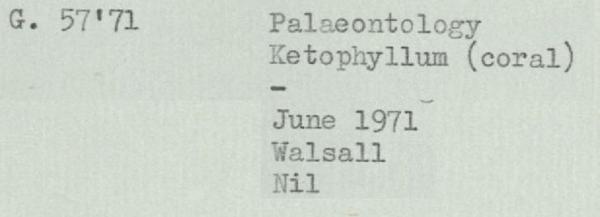 G. 57'71 Palaeontology
Ketophyllum (coral)
-
June 1971
Walsall
Nil